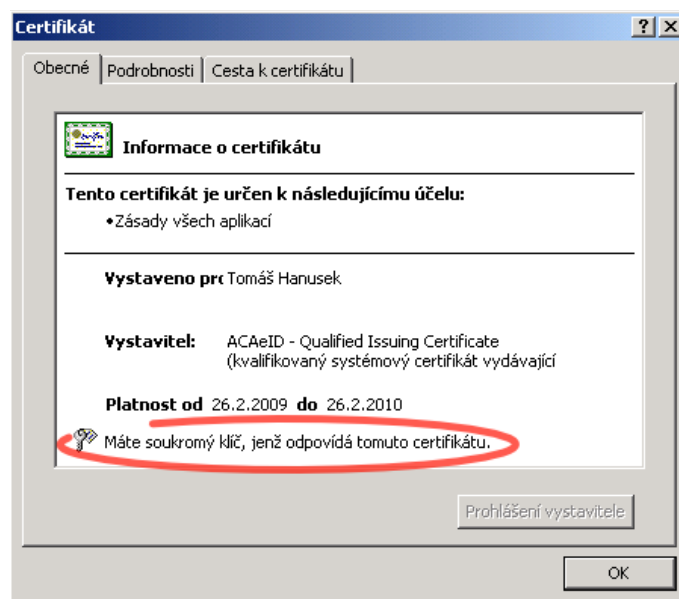 Certifikát
Obecné
Podrobnosti
Cesta k certifikátu
Informace o certifikátu
Tento certifikát je určen k následujícímu účelu:
•Zásady všech aplikací
Vystaveno pro Tomáš Hanusek
Vystavitel: ACAeID - Qualified Issuing Certificate
(kvalifikovaný systémový certifikát vydávající
Platnost od 26.2.2009 do 26.2.2010
Máte soukromý klíč, jenž odpovídá tomuto certifikátu.
Prohlášení vystavitele
OK